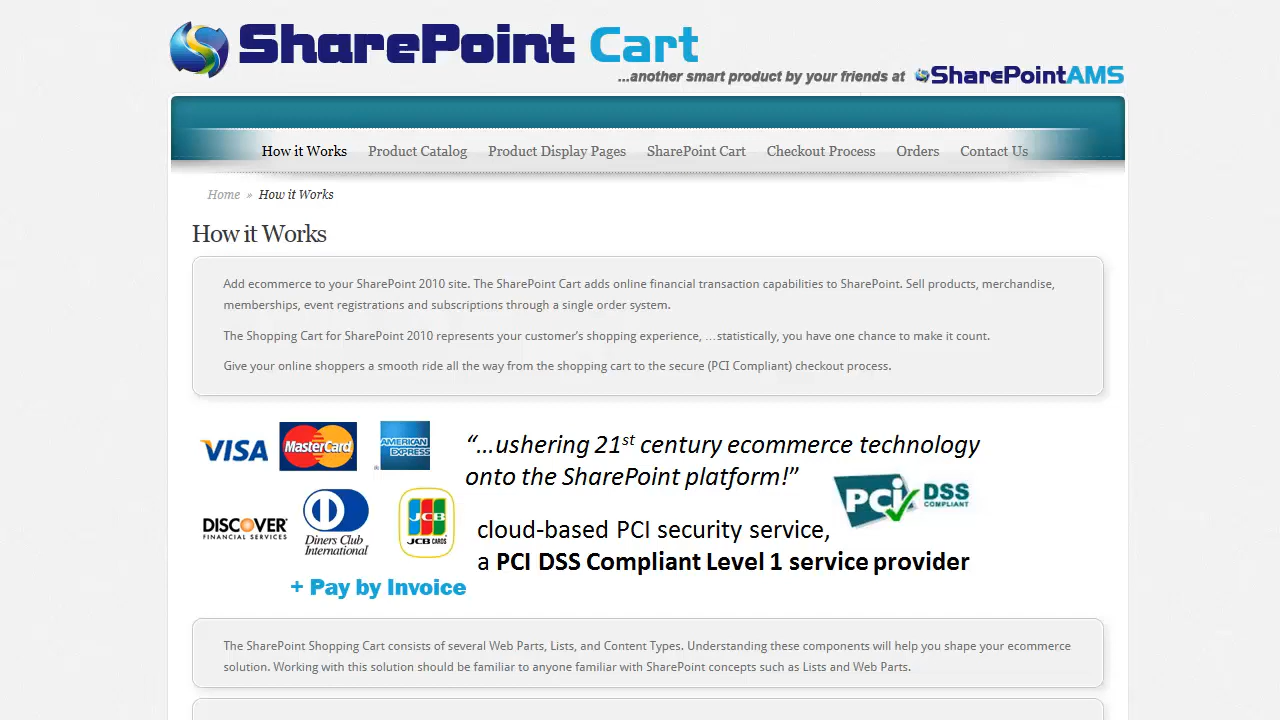 SharePoint Cart
...another smart product by your friends at SharePointAMS
How it Works Product Catalog Product Display Pages SharePoint Cart Checkout Process Orders Contact Us
Home » How it Works
How it Works
Add ecommerce to your SharePoint 2010 site. The SharePoint Cart adds online financial transaction capabilities to SharePoint. Sell products, merchandise,
memberships, event registrations and subscriptions through a single order system.
The Shopping Cart for SharePoint 2010 represents your customer's shopping experience, …statistically, you have one chance to make it count.
Give your online shoppers a smooth ride all the way from the shopping cart to the secure (PCI Compliant) checkout process.
VISA MasterCard AMERICAN EXPRESS ®
“…ushering 21st century ecommerce technology
onto the SharePoint platform!”
PCI DSS COMPLIANT
DISCOVER FINANCIAL SERVICES
Diners Club International
JCB JCB CARDS
cloud-based PCI security service,
a PCI DSS Compliant Level 1 service provider
+ Pay by Invoice
The SharePoint Shopping Cart consists of several Web Parts, Lists, and Content Types. Understanding these components will help you shape your ecommerce
solution. Working with this solution should be familiar to anyone familiar with SharePoint concepts such as Lists and Web Parts.